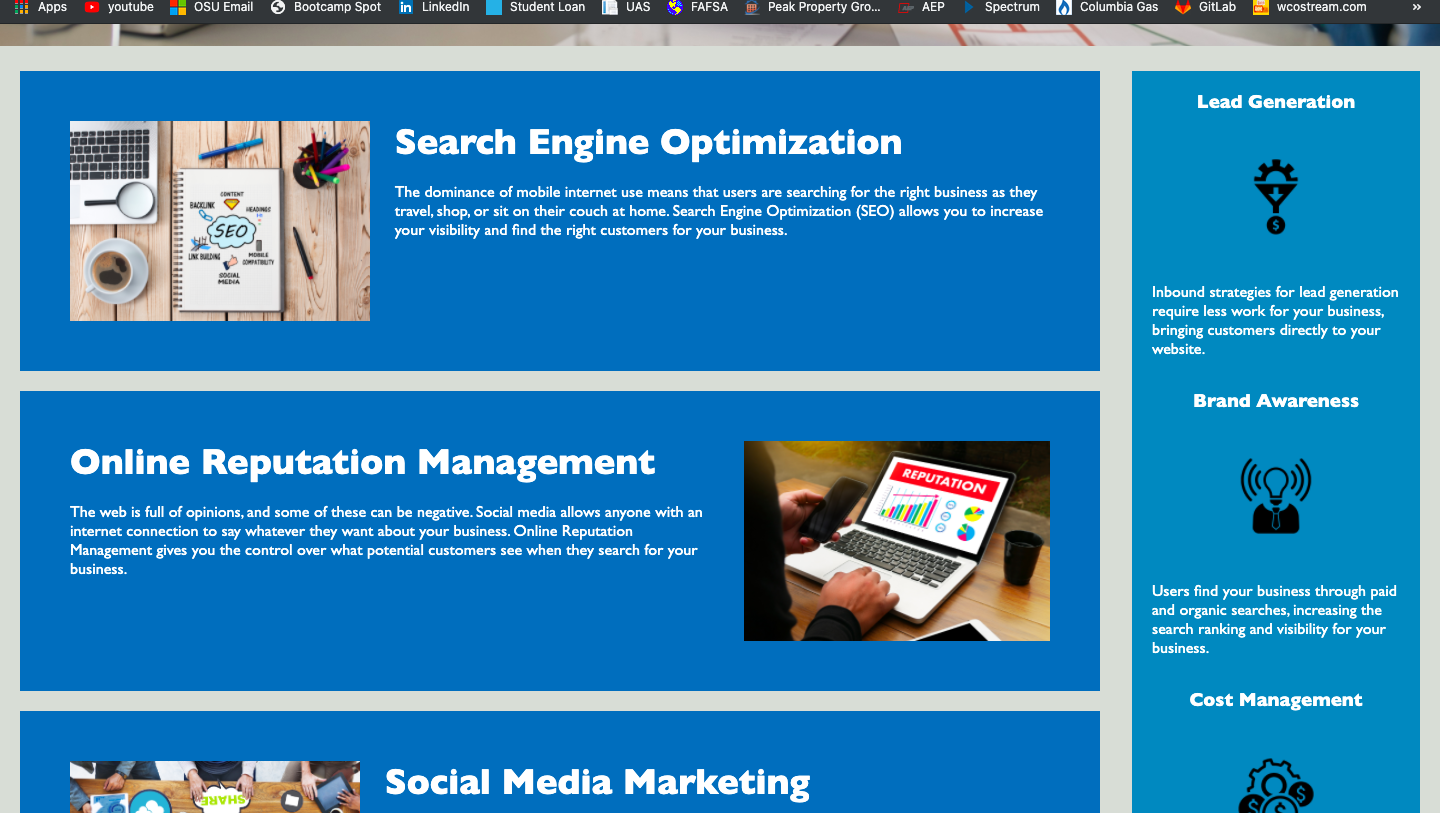 Apps youtube OSU Email Bootcamp Spot LinkedIn Student Loan UAS FAFSA Peak Property Gro... AEP Spectrum Columbia Gas GitLab wcostream.com »
Search Engine Optimization
The dominance of mobile internet use means that users are searching for the right business as they
travel, shop, or sit on their couch at home. Search Engine Optimization (SEO) allows you to increase
your visibility and find the right customers for your business.
CONTENT
BACKLINK
HEADINGS
SEO
LINK BUILDING
MOBILE
COMPATIBILITY
SOCIAL
MEDIA
Online Reputation Management
The web is full of opinions, and some of these can be negative. Social media allows anyone with an
internet connection to say whatever they want about your business. Online Reputation
Management gives you the control over what potential customers see when they search for your
business.
REPUTATION
Social Media Marketing
SHARE
Lead Generation
$
Inbound strategies for lead generation
require less work for your business,
bringing customers directly to your
website.
Brand Awareness
Users find your business through paid
and organic searches, increasing the
search ranking and visibility for your
business.
Cost Management
$ $ $